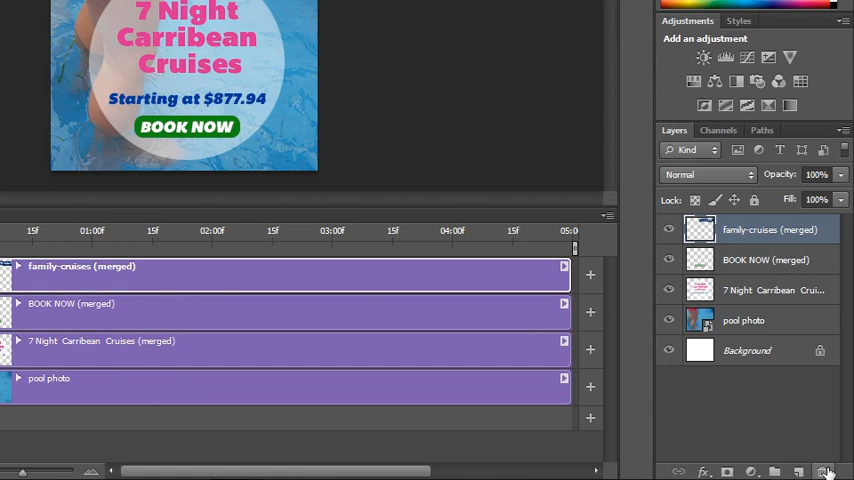 7 Night
Carribean
Cruises
Starting at $877.94
BOOK NOW
Adjustments Styles
Add an adjustment
Layers Channels Paths
Kind
Normal Opacity: 100%
Lock: Fill: 100%
family-cruises (merged)
BOOK NOW (merged)
7 Night Carribean Crui...
pool photo
Background
15f 01:00f 15f 02:00f 15f 03:00f 15f 04:00f 15f 05:0
family-cruises (merged)
BOOK NOW (merged)
7 Night Carribean Cruises (merged)
pool photo
fx